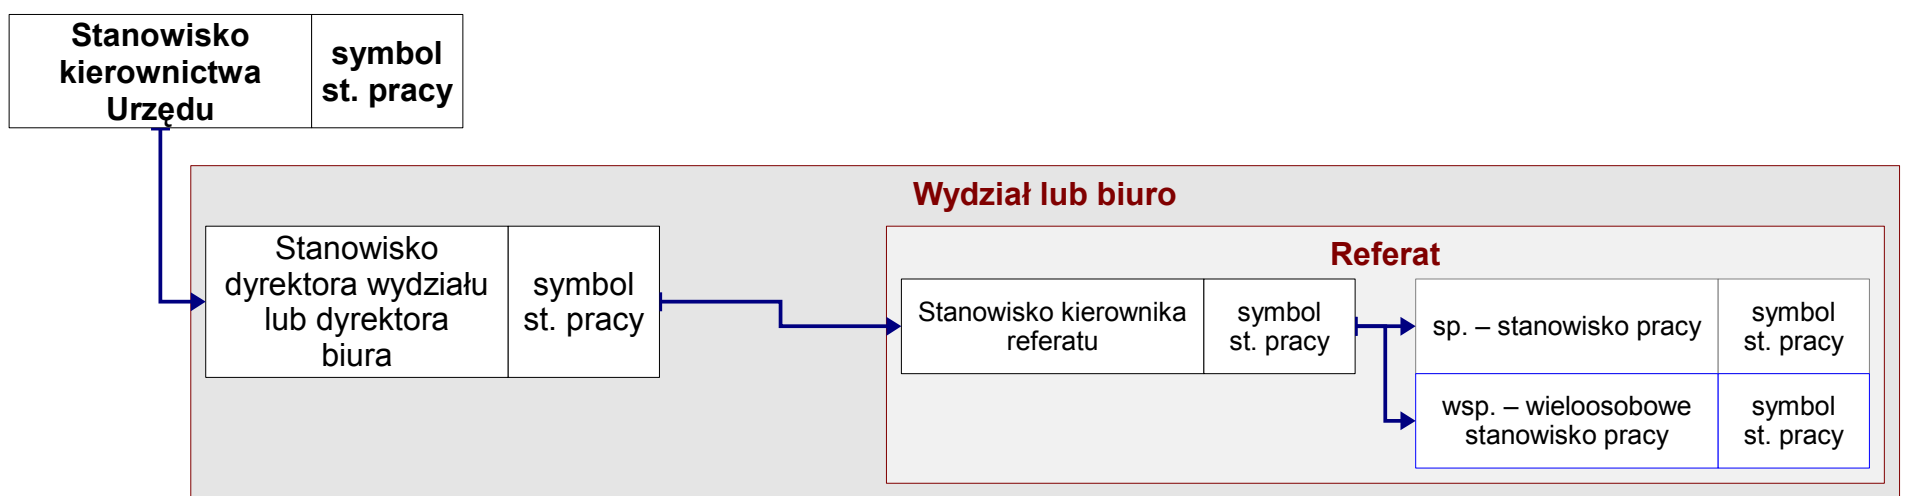 Stanowisko
kierownictwa
Urzędu
symbol
st. pracy
Wydział lub biuro
Stanowisko
dyrektora wydziału
lub dyrektora
biura
symbol
st. pracy
Referat
Stanowisko kierownika
referatu
symbol
st. pracy
sp. – stanowisko pracy
symbol
st. pracy
wsp. – wieloosobowe
stanowisko pracy
symbol
st. pracy